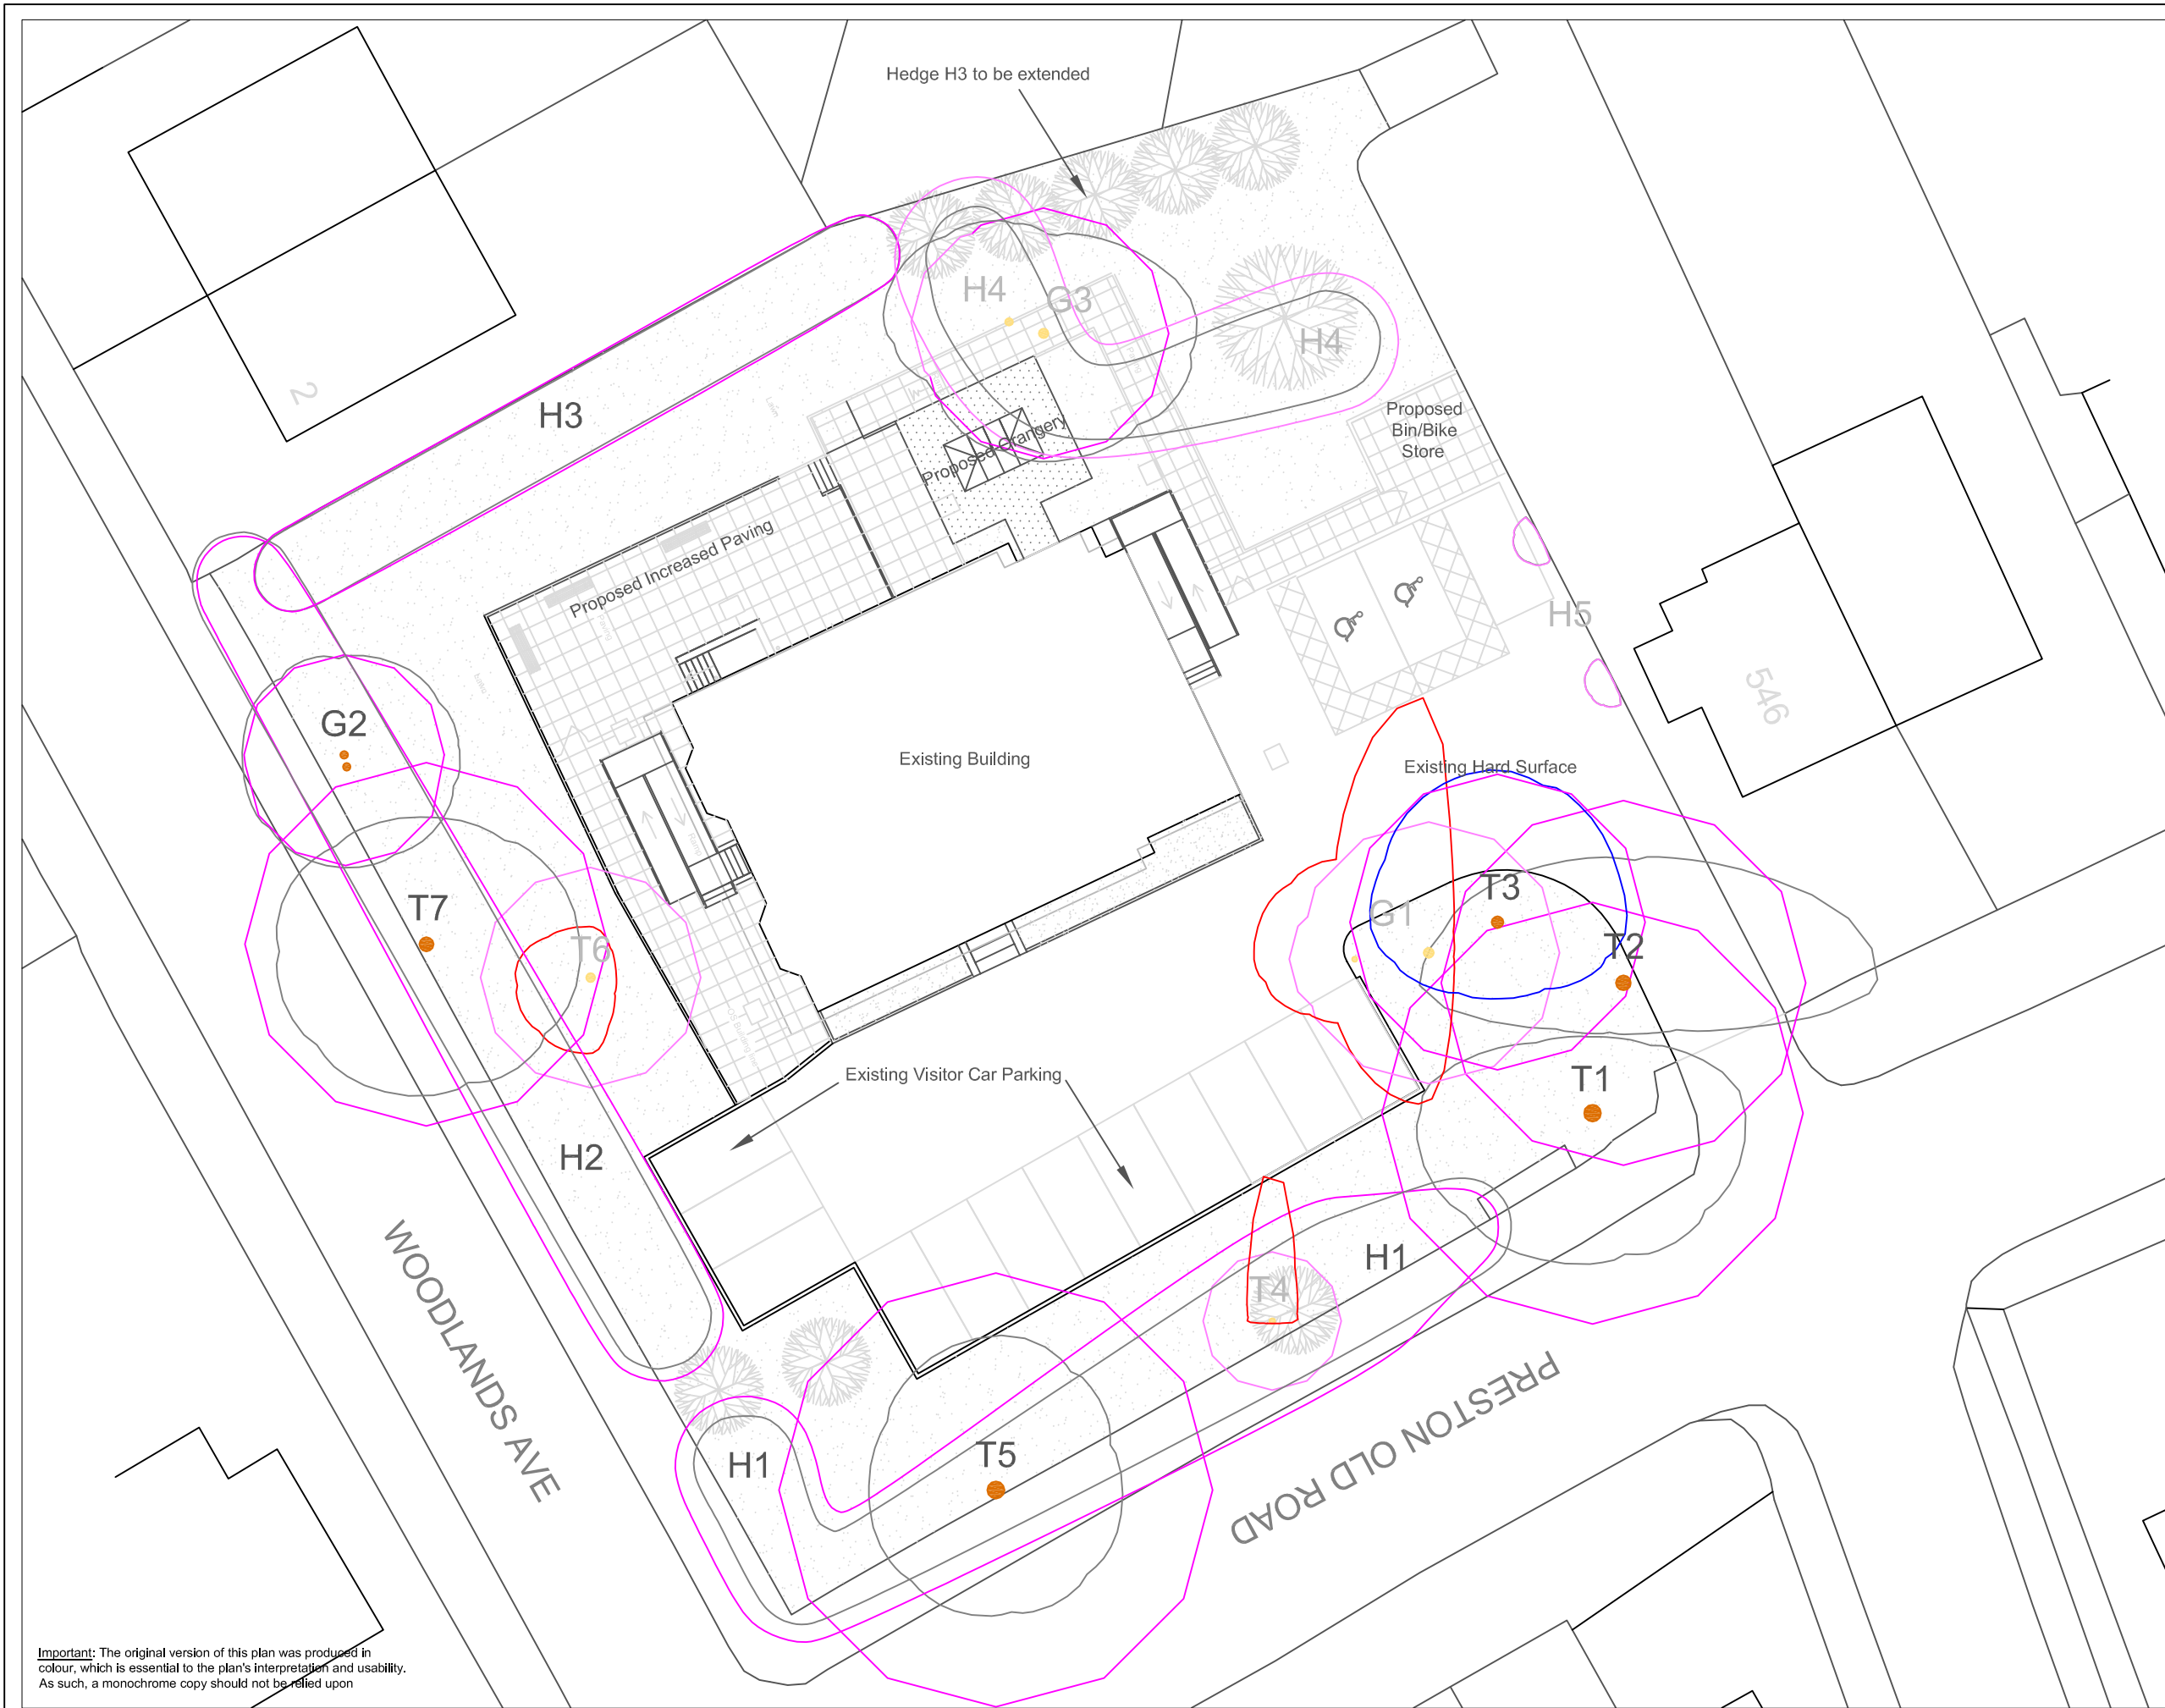 Hedge H3 to be extended
H4
G3
H4
2
H3
Proposed
Bin/Bike
Store
Proposed Orangery
Proposed Increased Paving
H5
546
G2
Existing Building
Existing Hard Surface
T7
T6
G1
T3
T2
Existing Visitor Car Parking
T1
H2
H1
T4
WOODLANDS AVE
PRESTON OLD ROAD
H1
T5
Important: The original version of this plan was produced in
colour, which is essential to the plan's interpretation and usability.
As such, a monochrome copy should not be relied upon